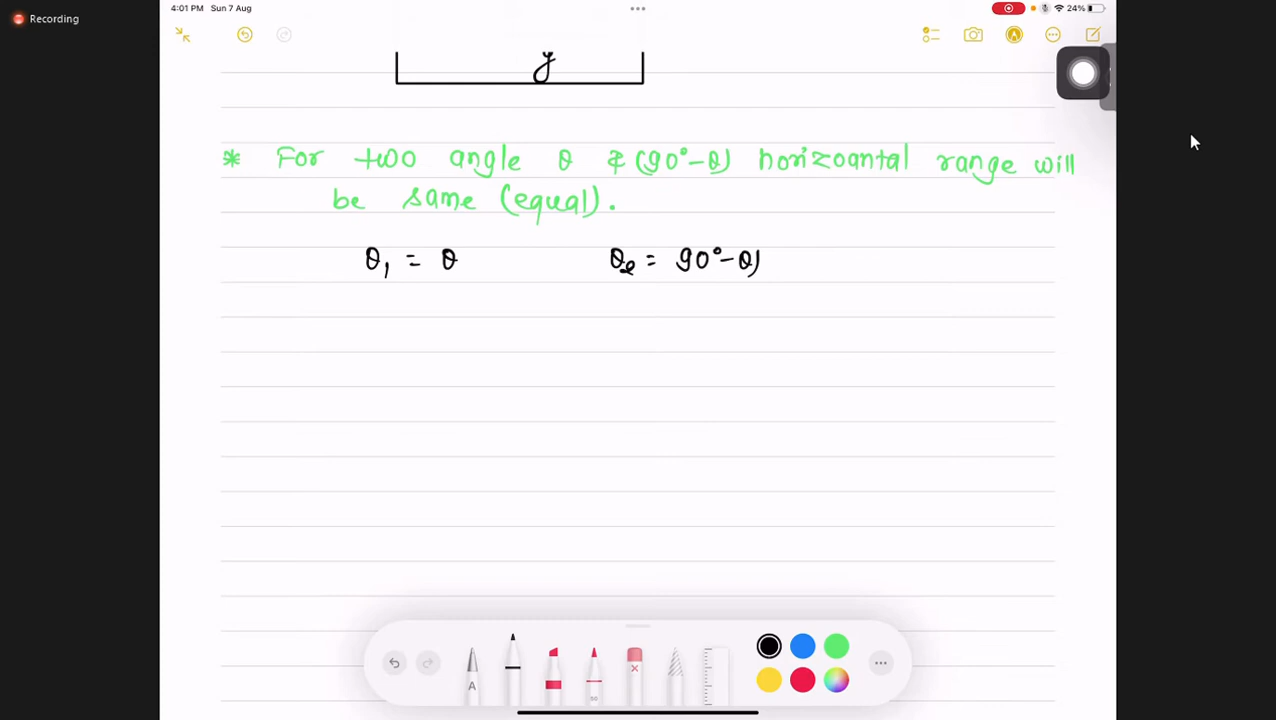 Recording
4:01 PM Sun 7 Aug
24%
y
* For two angle θ & (90°-θ) horizoantal range will
be same (equal).
θ₁ = θ θ₂ = 90°-θ)
A
50